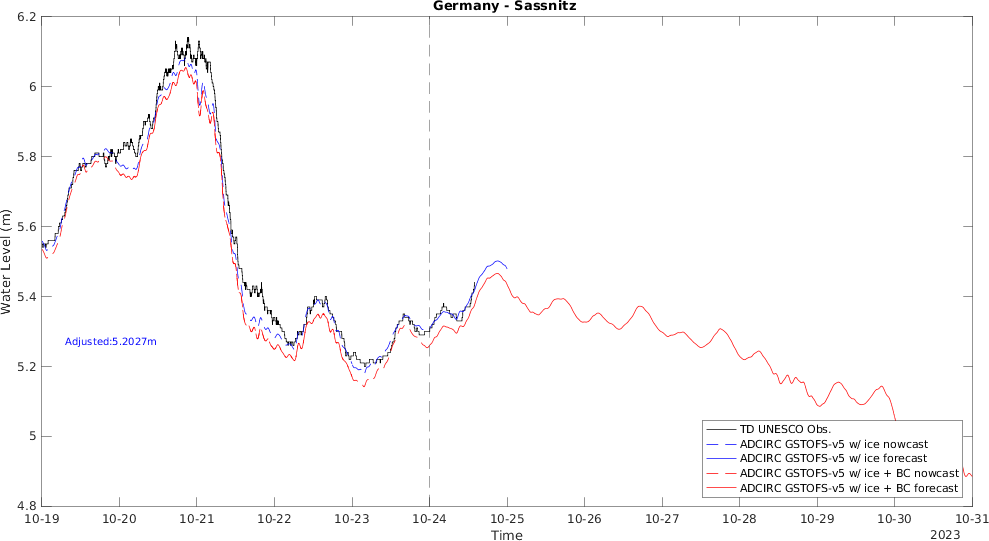 Germany - Sassnitz
6.2
6
5.8
5.6
5.4
5.2
5
4.8
Water Level (m)
Adjusted:5.2027m
TD UNESCO Obs.
ADCIRC GSTOFS-v5 w/ ice nowcast
ADCIRC GSTOFS-v5 w/ ice forecast
ADCIRC GSTOFS-v5 w/ ice + BC nowcast
ADCIRC GSTOFS-v5 w/ ice + BC forecast
10-19 10-20 10-21 10-22 10-23 10-24 10-25 10-26 10-27 10-28 10-29 10-30 10-31
Time
2023